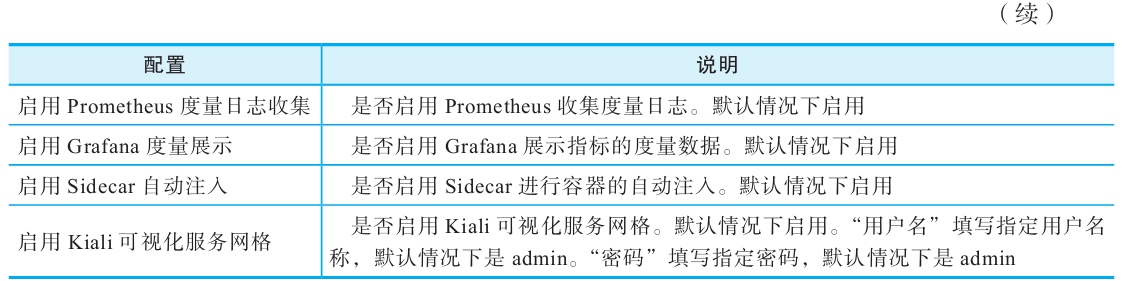 （续）
配置 说明
启用 Prometheus 度量日志收集 是否启用 Prometheus 收集度量日志。默认情况下启用
启用 Grafana 度量展示 是否启用 Grafana 展示指标的度量数据。默认情况下启用
启用 Sidecar 自动注入 是否启用 Sidecar 进行容器的自动注入。默认情况下启用
启用 Kiali 可视化服务网格 是否启用 Kiali 可视化服务网格。默认情况下启用。“用户名”填写指定用户名
称，默认情况下是 admin。“密码”填写指定密码，默认情况下是 admin